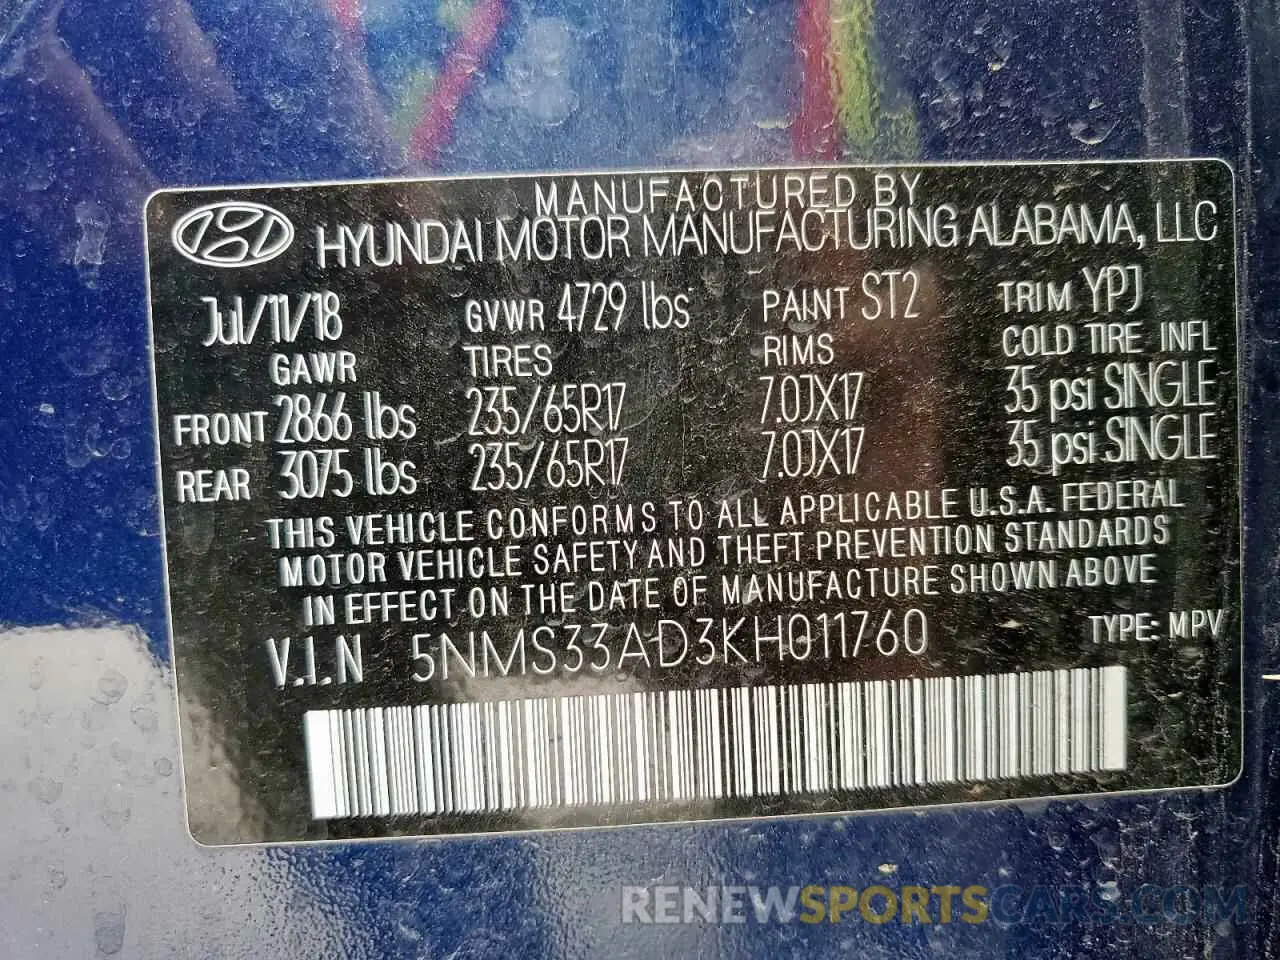 MANUFACTURED BY
HYUNDAI MOTOR MANUFACTURING ALABAMA, LLC
Jul/11/18 GVWR 4729 lbs PAINT ST2 TRIM YPJ
GAWR TIRES RIMS COLD TIRE INFL
FRONT 2866 lbs 235/65R17 7.0JX17 35 psi SINGLE
REAR 3075 lbs 235/65R17 7.0JX17 35 psi SINGLE
THIS VEHICLE CONFORMS TO ALL APPLICABLE U.S.A. FEDERAL
MOTOR VEHICLE SAFETY AND THEFT PREVENTION STANDARDS
IN EFFECT ON THE DATE OF MANUFACTURE SHOWN ABOVE
V.I.N 5NMS33AD3KH011760 TYPE: MPV
RENEWSPORTSCARS.COM